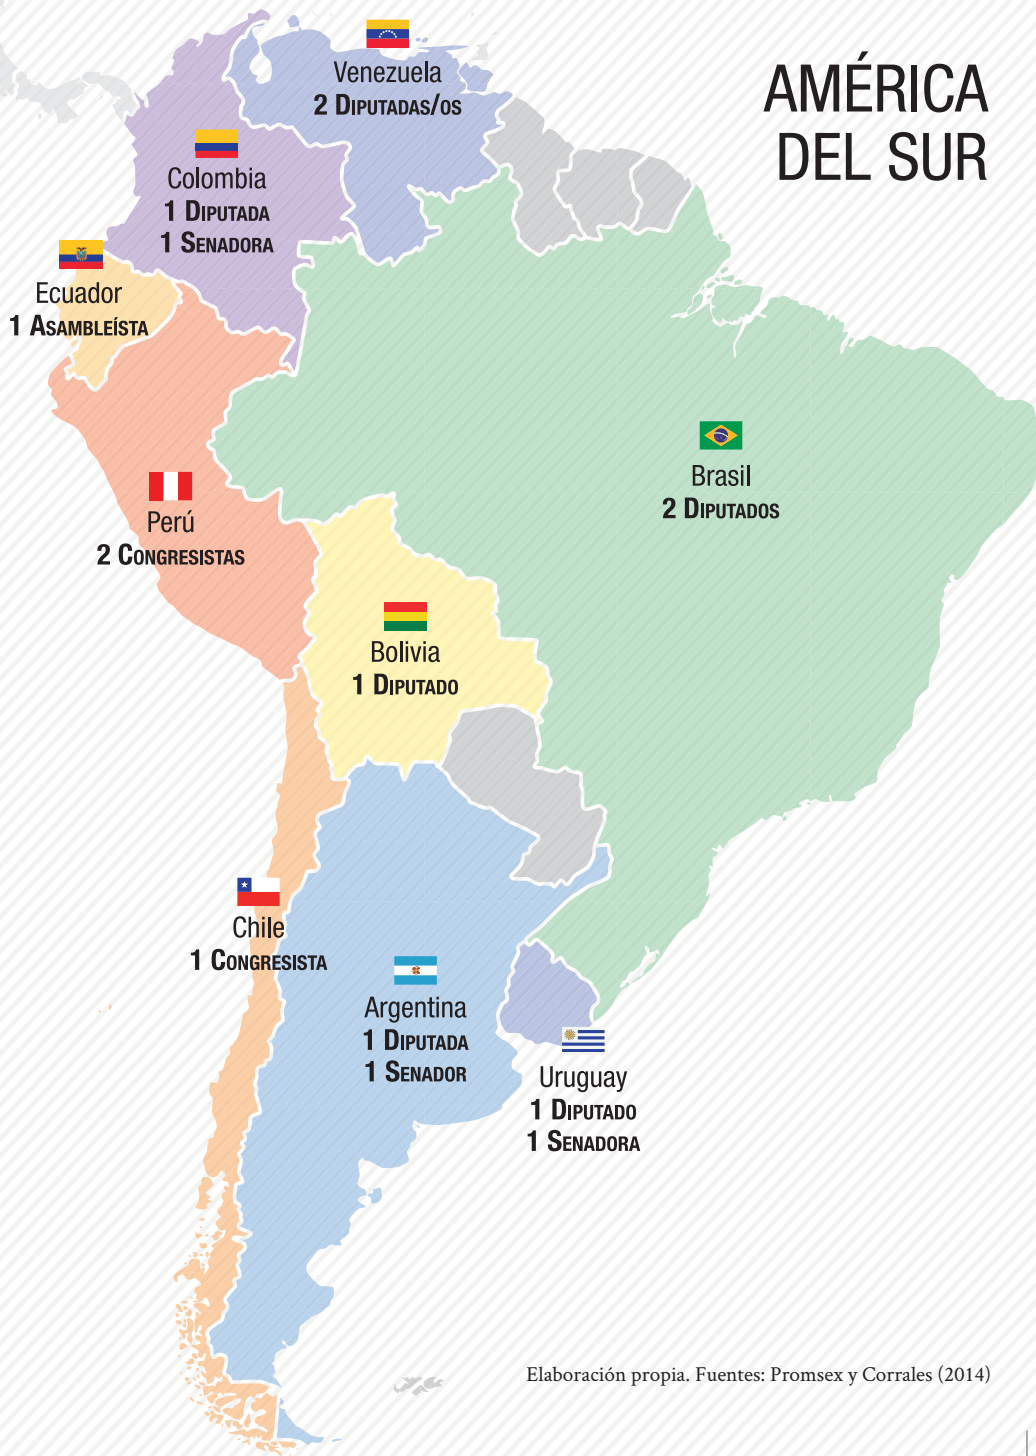 AMÉRICA
DEL SUR
Venezuela
2 Diputadas/os
Colombia
1 Diputada
1 Senadora
Ecuador
1 Asambleísta
Brasil
2 Diputados
Perú
2 Congresistas
Bolivia
1 Diputado
Chile
1 Congresista
Argentina
1 Diputada
1 Senador
Uruguay
1 Diputado
1 Senadora
Elaboración propia. Fuentes: Promsex y Corrales (2014)